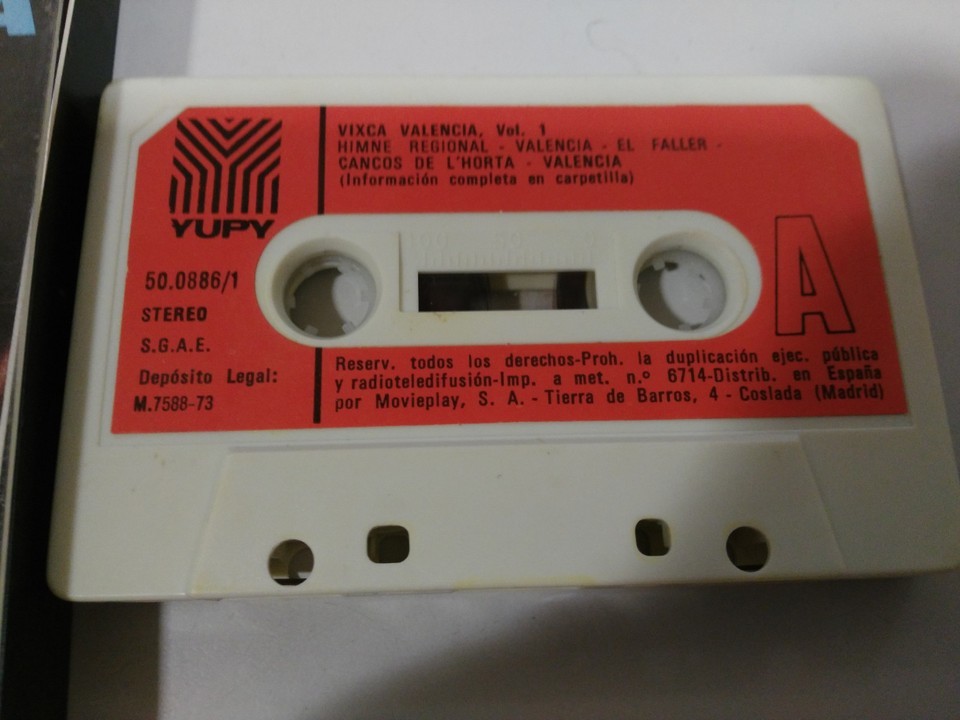 VIXCA VALENCIA, Vol. 1
HIMNE REGIONAL - VALENCIA - EL FALLER -
CANCOS DE L'HORTA - VALENCIA
(Información completa en carpetilla)
YUPY
50.0886/1
STEREO
S.G.A.E.
Depósito Legal:
M.7588-73
A
Reserv. todos los derechos-Proh. la duplicación ejec. pública
y radioteledifusión-Imp. a met. n.º 6714-Distrib. en España
por Movieplay, S. A. - Tierra de Barros, 4 - Coslada (Madrid)